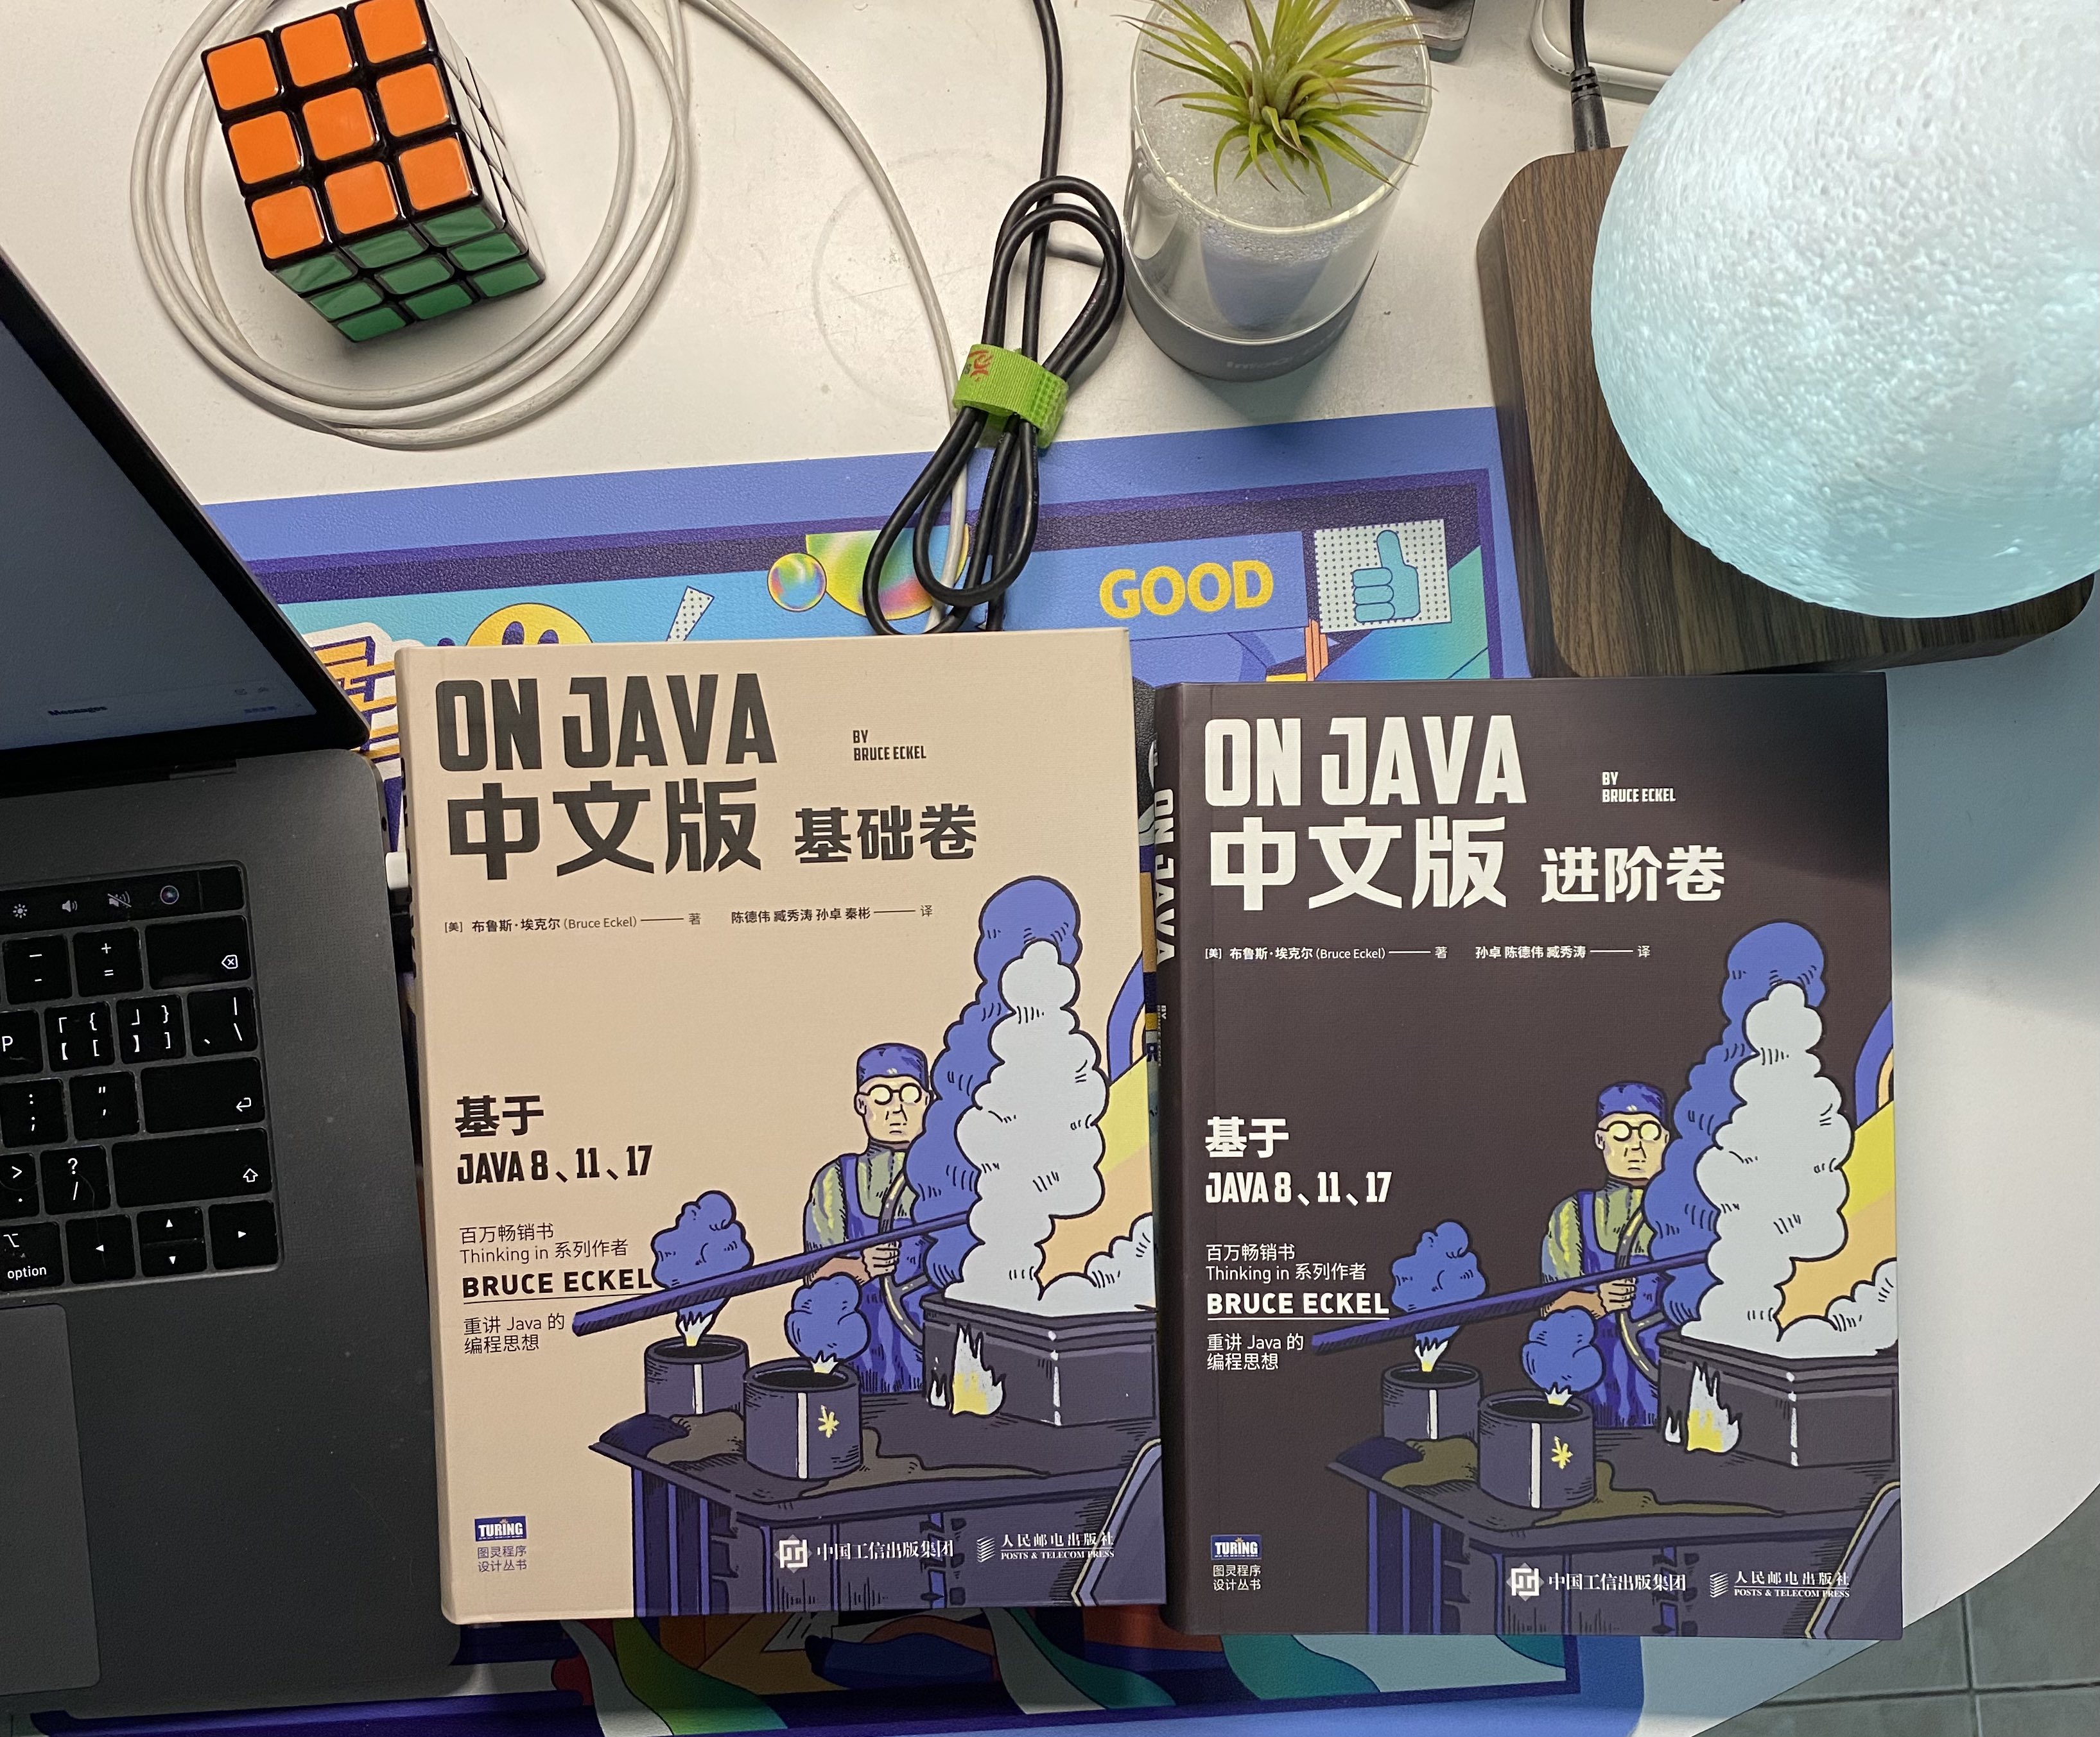 GOOD
Messages
ON JAVA
BY
BRUCE ECKEL
中文版 基础卷
[美] 布鲁斯·埃克尔 (Bruce Eckel) —— 著 陈德伟 臧秀涛 孙卓 秦彬 —— 译
基于
JAVA 8、11、17
百万畅销书
Thinking in 系列作者
BRUCE ECKEL
重讲 Java 的
编程思想
TURING
图灵程序
设计丛书
中国工信出版集团
人民邮电出版社
POSTS & TELECOM PRESS
ON JAVA
ON JAVA
BY
BRUCE ECKEL
中文版 进阶卷
[美] 布鲁斯·埃克尔 (Bruce Eckel) —— 著 孙卓 陈德伟 臧秀涛 —— 译
基于
JAVA 8、11、17
百万畅销书
Thinking in 系列作者
BRUCE ECKEL
重讲 Java 的
编程思想
TURING
图灵程序
设计丛书
中国工信出版集团
人民邮电出版社
POSTS & TELECOM PRESS
— + 
- =
P 「 { 」 } |
【 [ 】 ] 、 \
: "
; '
> ?
. /
option